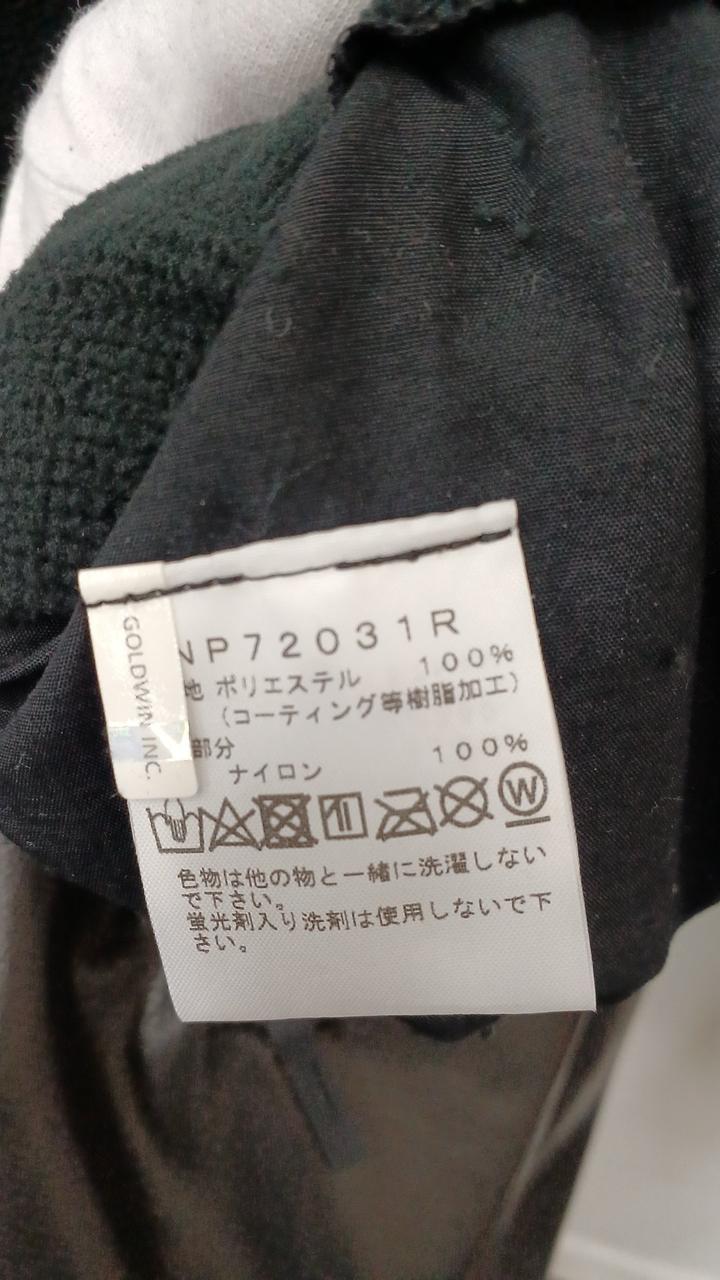 GOLDWIN INC.
NP72031R
地 ポリエステル 100%
(コーティング等樹脂加工)
部分
ナイロン 100%
W
色物は他の物と一緒に洗濯しない
で下さい。
蛍光剤入り洗剤は使用しないで下
さい。